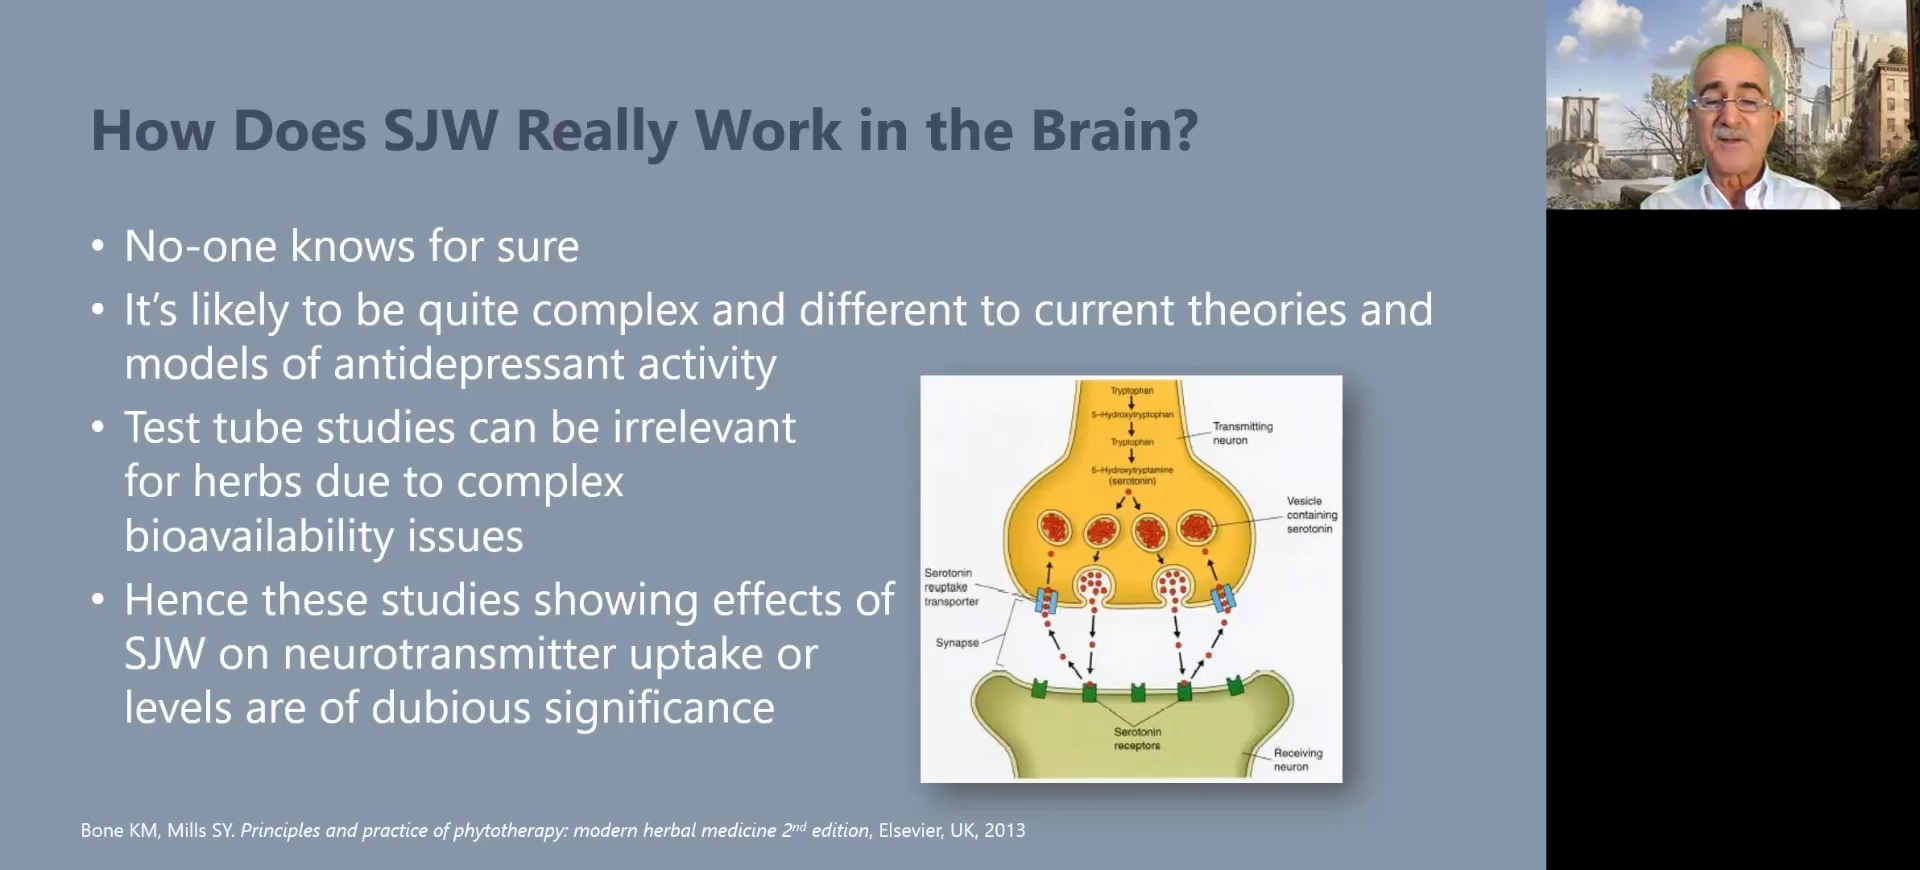 How Does SJW Really Work in the Brain?
• No-one knows for sure
• It’s likely to be quite complex and different to current theories and
models of antidepressant activity
• Test tube studies can be irrelevant
for herbs due to complex
bioavailability issues
• Hence these studies showing effects of
SJW on neurotransmitter uptake or
levels are of dubious significance
Tryptophan
5–Hydroxytryptophan
Tryptophan
5–Hydroxytryptamine
(serotonin)
Transmitting
neuron
Vesicle
containing
serotonin
Serotonin
reuptake
transporter
Synapse
Serotonin
receptors
Receiving
neuron
Bone KM, Mills SY. Principles and practice of phytotherapy: modern herbal medicine 2nd edition, Elsevier, UK, 2013